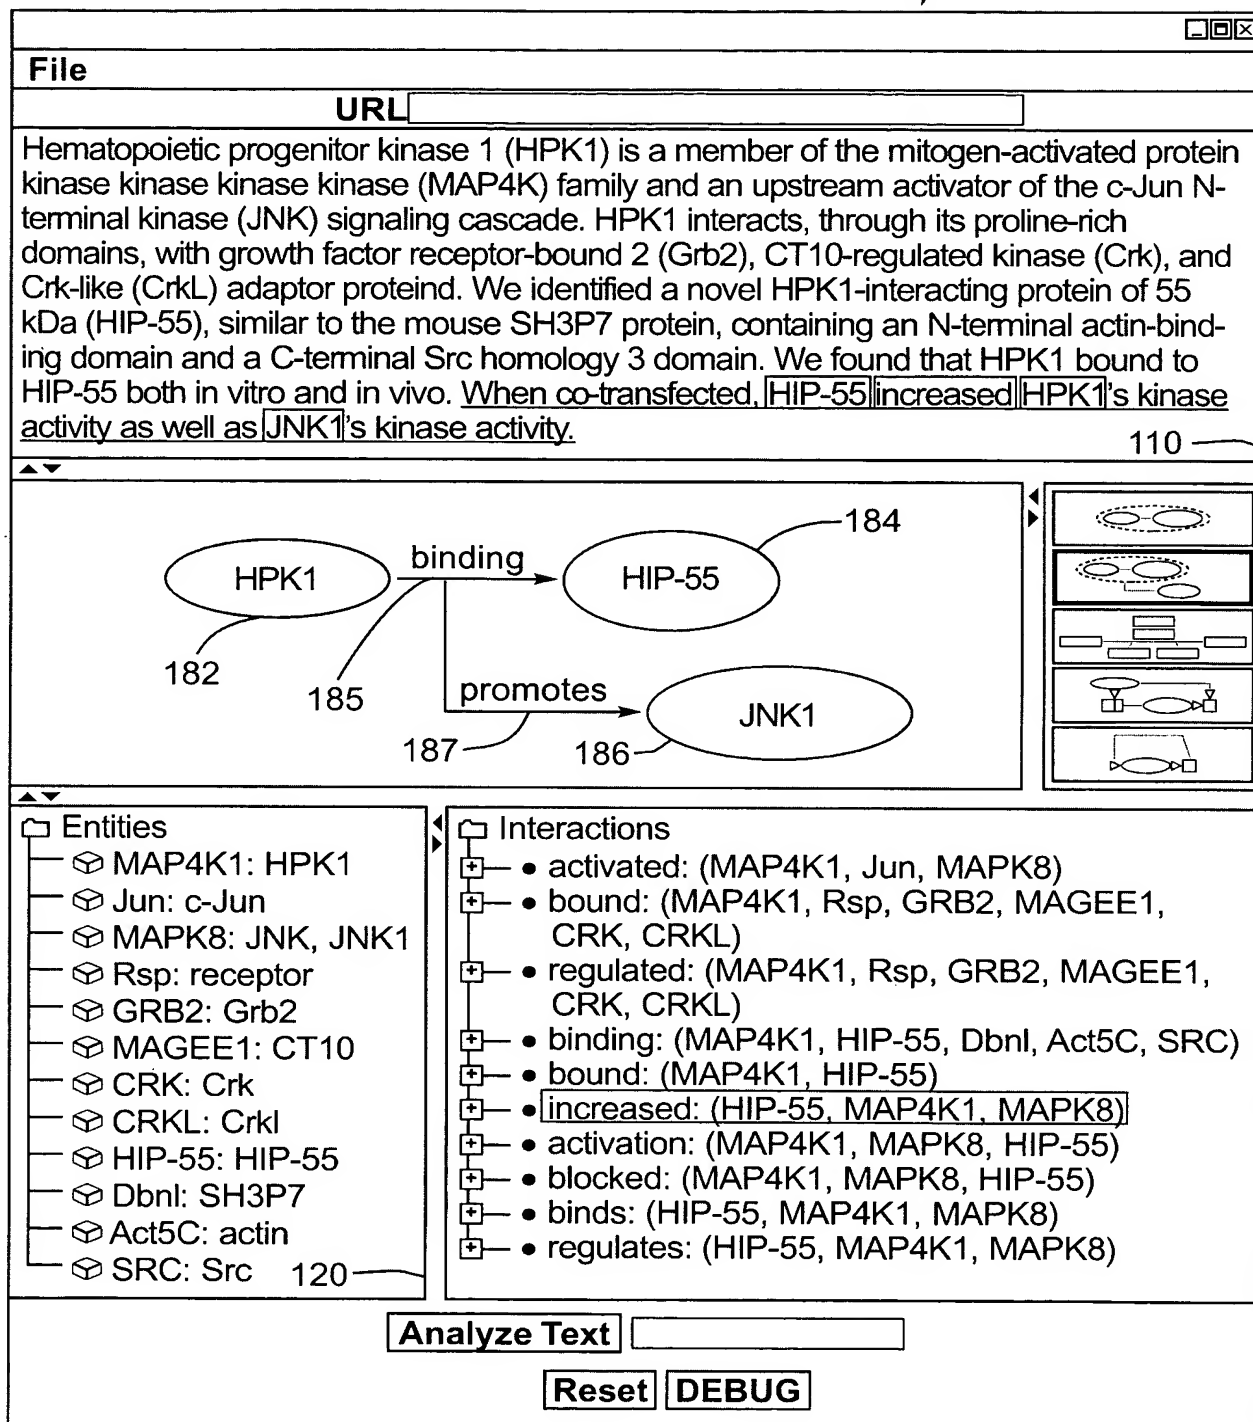 File
URL
Hematopoietic progenitor kinase 1 (HPK1) is a member of the mitogen-activated protein
kinase kinase kinase kinase (MAP4K) family and an upstream activator of the c-Jun N-
terminal kinase (JNK) signaling cascade. HPK1 interacts, through its proline-rich
domains, with growth factor receptor-bound 2 (Grb2), CT10-regulated kinase (Crk), and
Crk-like (CrkL) adaptor proteind. We identified a novel HPK1-interacting protein of 55
kDa (HIP-55), similar to the mouse SH3P7 protein, containing an N-terminal actin-bind-
ing domain and a C-terminal Src homology 3 domain. We found that HPK1 bound to
HIP-55 both in vitro and in vivo. When co-transfected, HIP-55 increased HPK1's kinase
activity as well as JNK1's kinase activity.
110
184
binding
HPK1
HIP-55
182
185
promotes
JNK1
187
186
Entities
MAP4K1: HPK1
Jun: c-Jun
MAPK8: JNK, JNK1
Rsp: receptor
GRB2: Grb2
MAGEE1: CT10
CRK: Crk
CRKL: Crkl
HIP-55: HIP-55
Dbnl: SH3P7
Act5C: actin
SRC: Src
120
Interactions
activated: (MAP4K1, Jun, MAPK8)
bound: (MAP4K1, Rsp, GRB2, MAGEE1,
CRK, CRKL)
regulated: (MAP4K1, Rsp, GRB2, MAGEE1,
CRK, CRKL)
binding: (MAP4K1, HIP-55, Dbnl, Act5C, SRC)
bound: (MAP4K1, HIP-55)
increased: (HIP-55, MAP4K1, MAPK8)
activation: (MAP4K1, MAPK8, HIP-55)
blocked: (MAP4K1, MAPK8, HIP-55)
binds: (HIP-55, MAP4K1, MAPK8)
regulates: (HIP-55, MAP4K1, MAPK8)
Analyze Text
Reset DEBUG